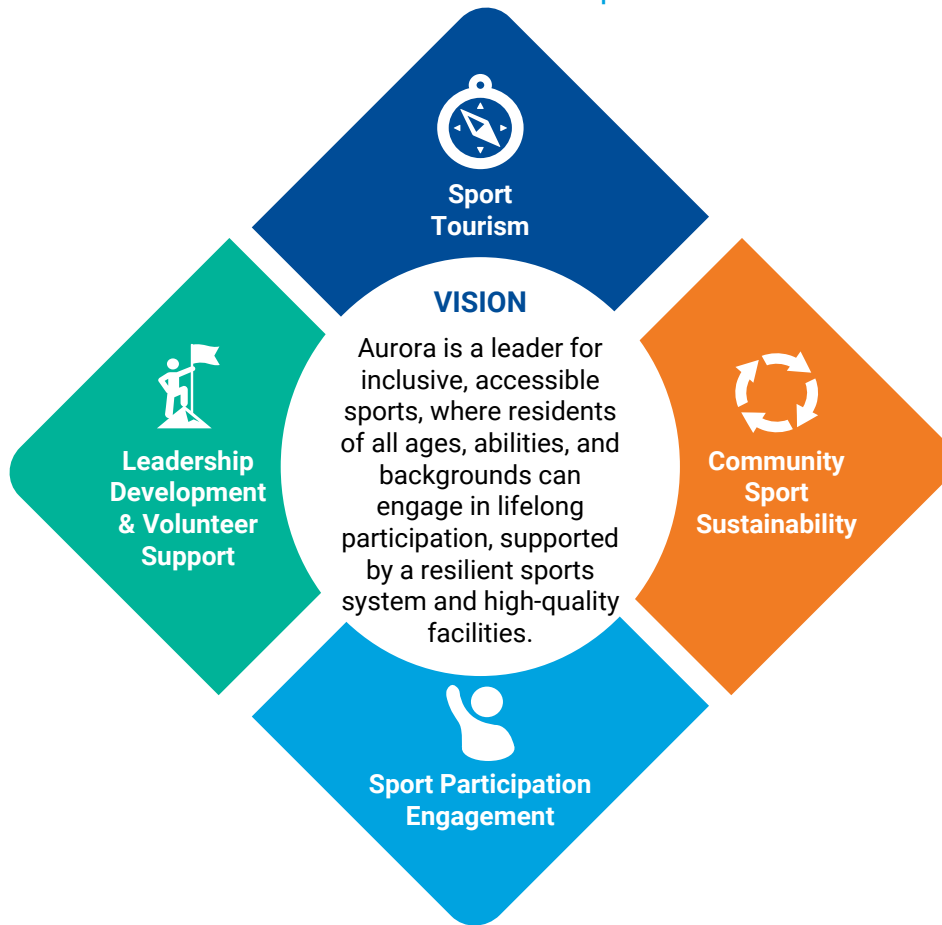 Sport
Tourism
VISION
Aurora is a leader for
inclusive, accessible
sports, where residents
of all ages, abilities, and
backgrounds can
engage in lifelong
participation, supported
by a resilient sports
system and high-quality
facilities.
Leadership
Development
& Volunteer
Support
Community
Sport
Sustainability
Sport Participation
Engagement